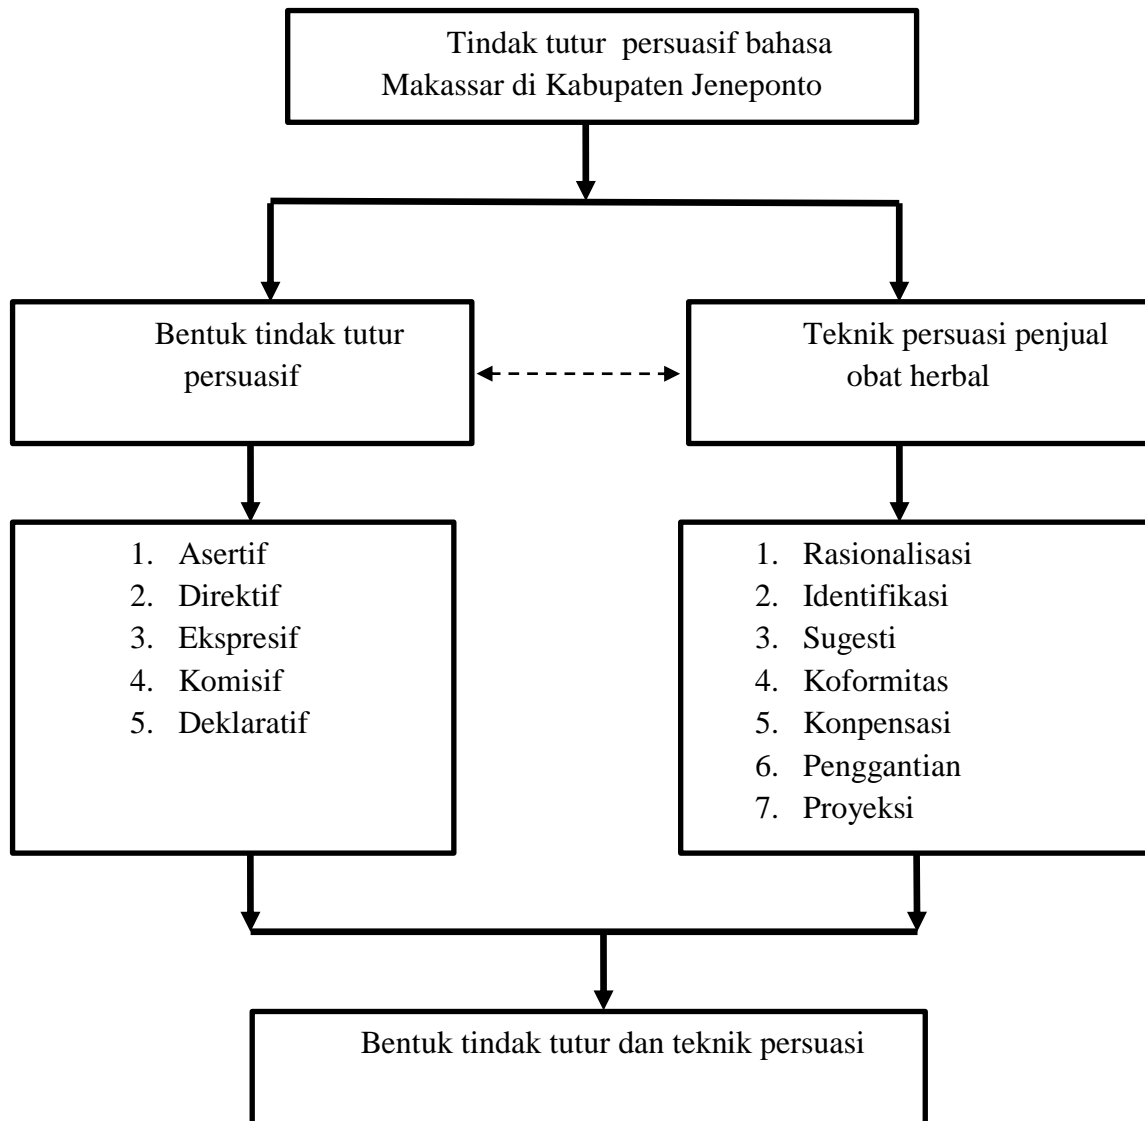 Tindak tutur persuasif bahasa
Makassar di Kabupaten Jeneponto
Bentuk tindak tutur
persuasif
Teknik persuasi penjual
obat herbal
1. Asertif
2. Direktif
3. Ekspresif
4. Komisif
5. Deklaratif
1. Rasionalisasi
2. Identifikasi
3. Sugesti
4. Koformitas
5. Konpensasi
6. Penggantian
7. Proyeksi
Bentuk tindak tutur dan teknik persuasi